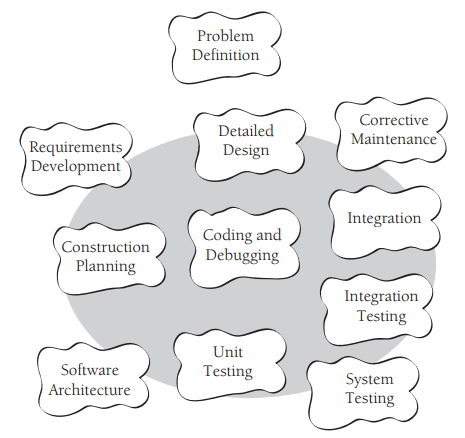 Problem
Definition
Detailed
Design
Corrective
Maintenance
Requirements
Development
Integration
Coding and
Debugging
Construction
Planning
Integration
Testing
Unit
Testing
Software
Architecture
System
Testing